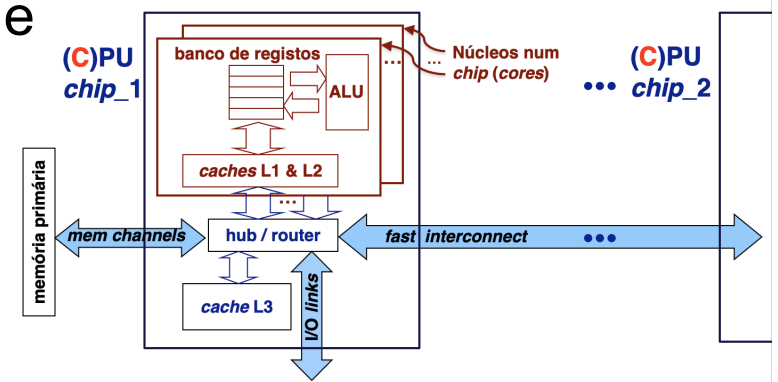 e
(C)PU
chip_1
banco de registos
ALU
... ...
Núcleos num
chip (cores)
••• (C)PU
chip_2
caches L1 & L2
...
memória primária
mem channels
hub / router
fast interconnect •••
cache L3
I/O links